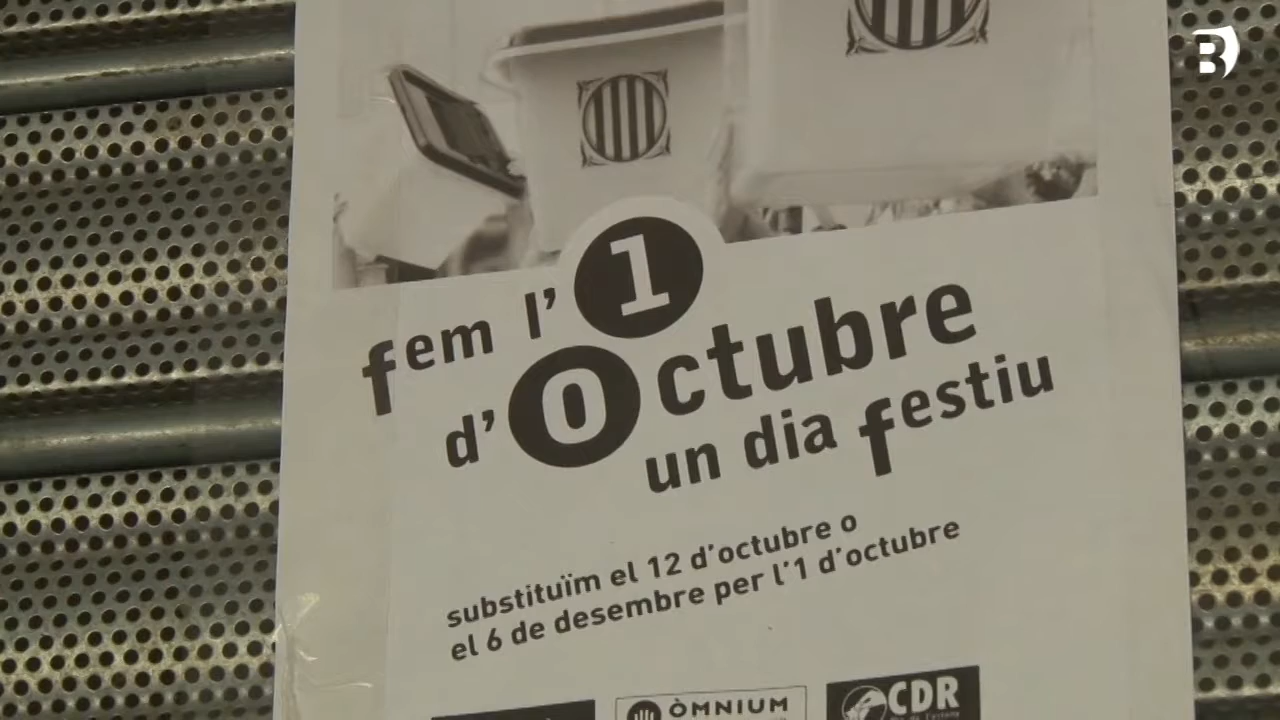 B
fem l'1
d'Octubre
un dia festiu
substituïm el 12 d'octubre o
el 6 de desembre per l'1 d'octubre
ÒMNIUM
CDR